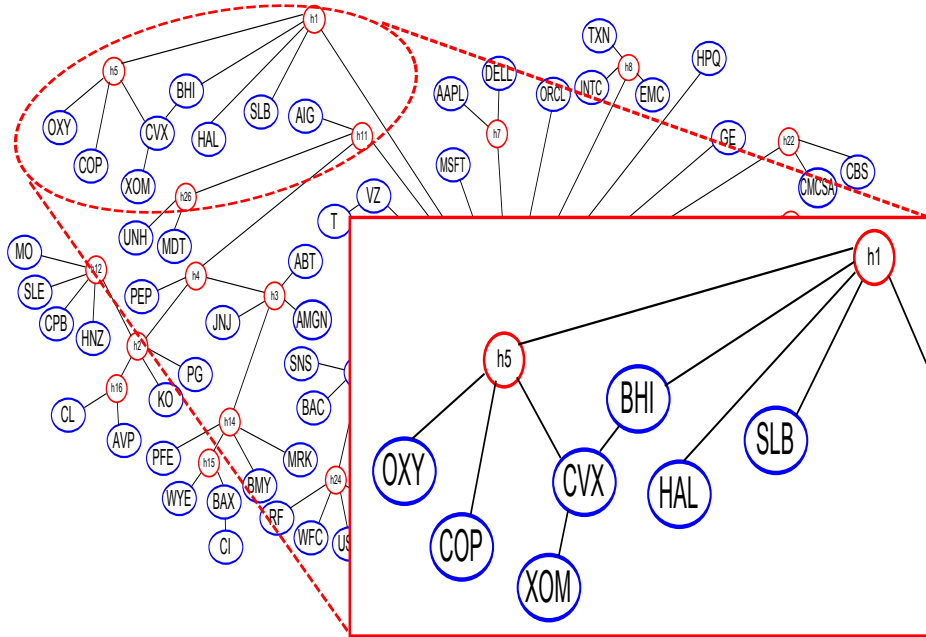 h1
TXN
HPQ
h5
DELL
h8
BHI
AAPL
ORCL
INTC
EMC
OXY
CVX
HAL
SLB
AIG
h11
h7
GE
h22
COP
MSFT
CBS
XOM
CMCSA
h26
T
VZ
UNH
MDT
MO
h12
ABT
SLE
PEP
h4
h3
CPB
HNZ
JNJ
AMGN
h2
PG
SNS
h16
KO
BAC
CL
AVP
h14
PFE
h15
MRK
WYE
BAX
BMY
h24
RF
CI
WFC
US
h1
h5
BHI
OXY
CVX
HAL
SLB
COP
XOM